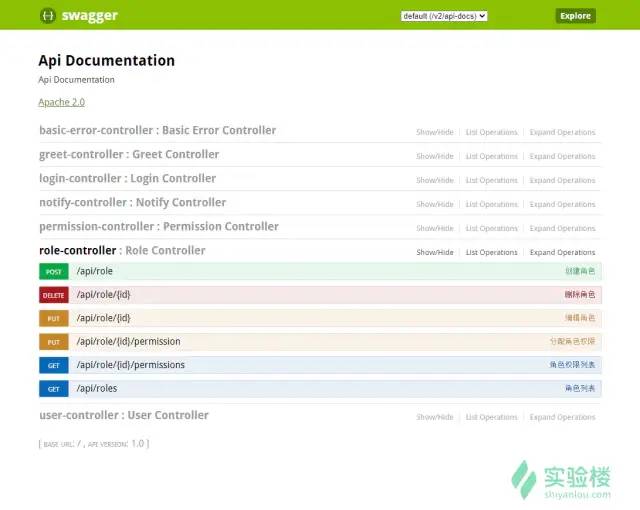 swagger
default (/v2/api-docs)
Explore
Api Documentation
Api Documentation
Apache 2.0
basic-error-controller : Basic Error Controller Show/Hide List Operations Expand Operations
greet-controller : Greet Controller Show/Hide List Operations Expand Operations
login-controller : Login Controller Show/Hide List Operations Expand Operations
notify-controller : Notify Controller Show/Hide List Operations Expand Operations
permission-controller : Permission Controller Show/Hide List Operations Expand Operations
role-controller : Role Controller Show/Hide List Operations Expand Operations
POST /api/role 创建角色
DELETE /api/role/{id} 删除角色
PUT /api/role/{id} 编辑角色
PUT /api/role/{id}/permission 分配角色权限
GET /api/role/{id}/permissions 角色权限列表
GET /api/roles 角色列表
user-controller : User Controller Show/Hide List Operations Expand Operations
[ BASE URL: / , API VERSION: 1.0 ]
实验楼
shiyanlou.com